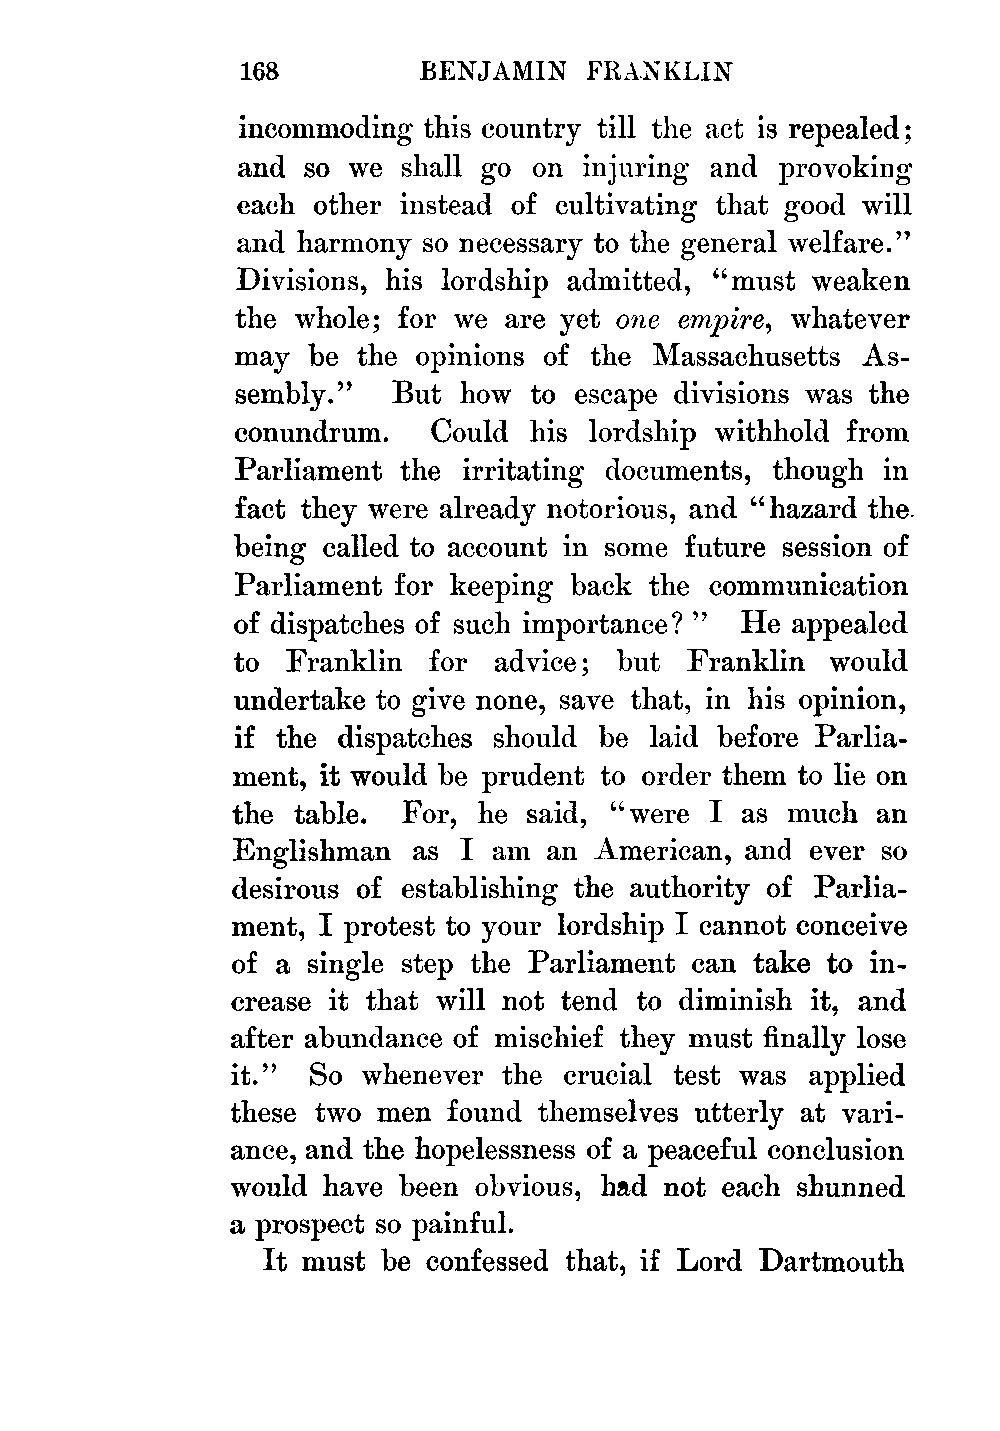 168 BENJAMIN FRANKLIN
incommoding this country till the act is repealed;
and so we shall go on injuring and provoking
each other instead of cultivating that good will
and harmony so necessary to the general welfare."
Divisions, his lordship admitted, "must weaken
the whole; for we are yet one empire, whatever
may be the opinions of the Massachusetts As-
sembly." But how to escape divisions was the
conundrum. Could his lordship withhold from
Parliament the irritating documents, though in
fact they were already notorious, and "hazard the
being called to account in some future session of
Parliament for keeping back the communication
of dispatches of such importance?" He appealed
to Franklin for advice; but Franklin would
undertake to give none, save that, in his opinion,
if the dispatches should be laid before Parlia-
ment, it would be prudent to order them to lie on
the table. For, he said, "were I as much an
Englishman as I am an American, and ever so
desirous of establishing the authority of Parlia-
ment, I protest to your lordship I cannot conceive
of a single step the Parliament can take to in-
crease it that will not tend to diminish it, and
after abundance of mischief they must finally lose
it." So whenever the crucial test was applied
these two men found themselves utterly at vari-
ance, and the hopelessness of a peaceful conclusion
would have been obvious, had not each shunned
a prospect so painful.
It must be confessed that, if Lord Dartmouth